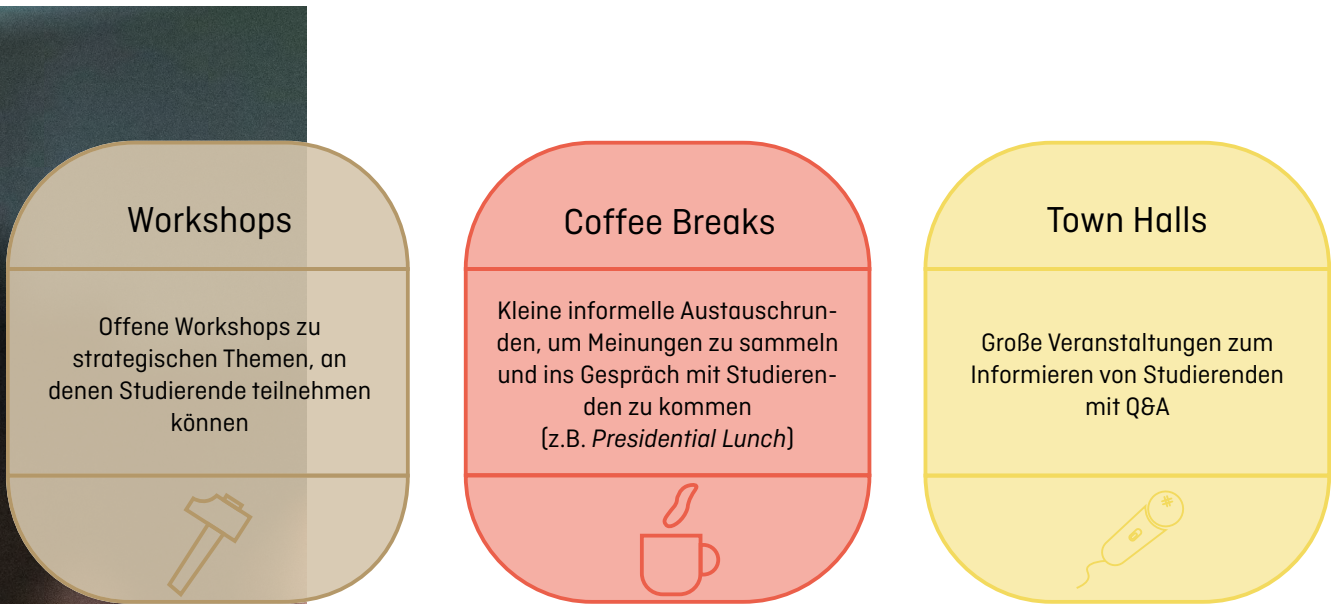 Workshops
Offene Workshops zu
strategischen Themen, an
denen Studierende teilnehmen
können
Coffee Breaks
Kleine informelle Austauschrun-
den, um Meinungen zu sammeln
und ins Gespräch mit Studieren-
den zu kommen
(z.B. Presidential Lunch)
Town Halls
Große Veranstaltungen zum
Informieren von Studierenden
mit Q&A